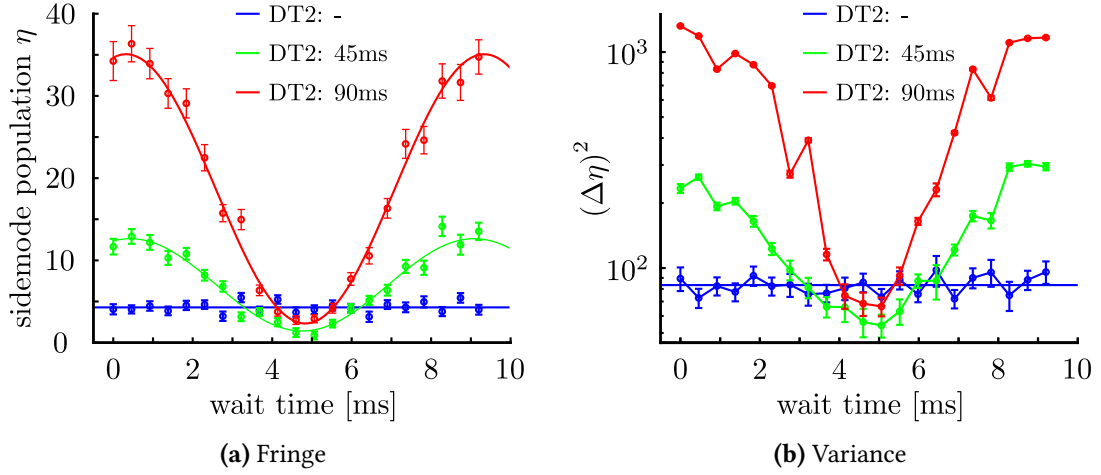 40
30
20
10
0
sidemode population η
DT2: -
DT2: 45ms
DT2: 90ms
0 2 4 6 8 10
wait time [ms]
(a) Fringe
10³
10²
(Δη)²
DT2: -
DT2: 45ms
DT2: 90ms
0 2 4 6 8 10
wait time [ms]
(b) Variance